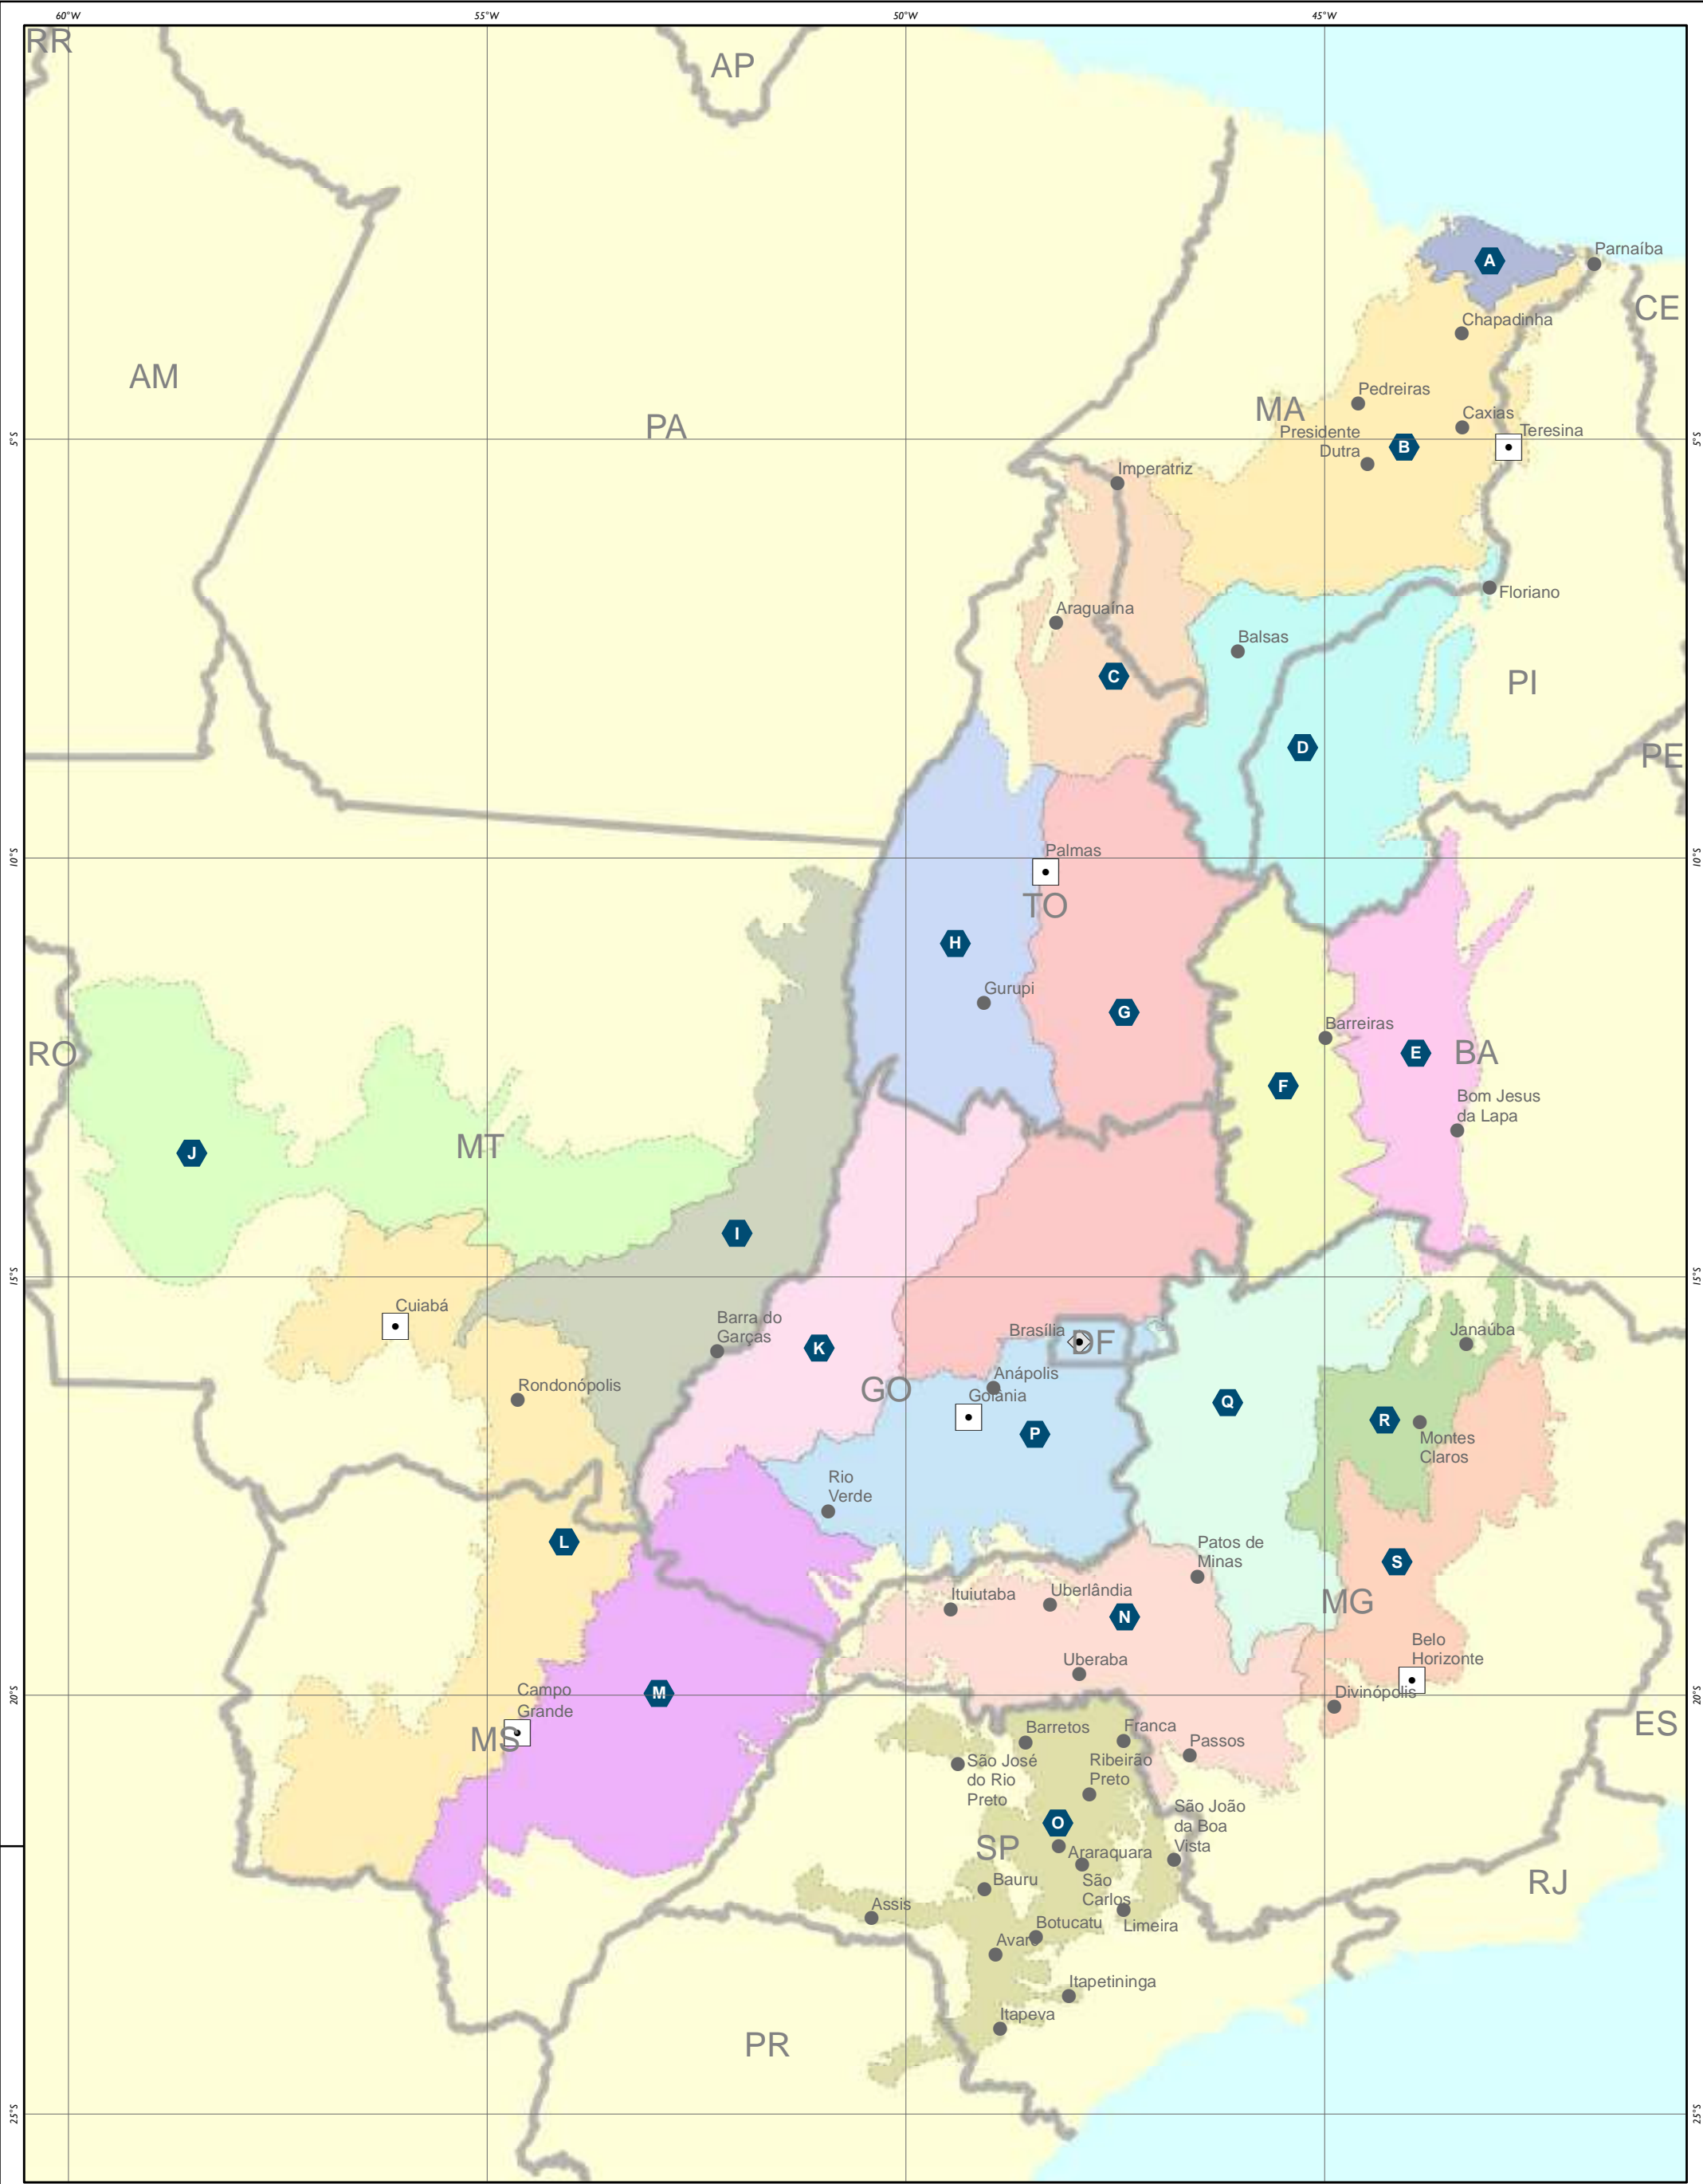 60°W
55°W
50°W
45°W
RR
AP
A
Parnaíba
CE
Chapadinha
AM
PA
MA
Pedreiras
Caxias
Presidente
Dutra
B
Teresina
5°S
5°S
Imperatriz
Floriano
Araguaína
Balsas
C
PI
D
PE
10°S
10°S
Palmas
TO
H
Gurupi
G
Barreiras
RO
E
BA
F
Bom Jesus
da Lapa
J
MT
I
15°S
15°S
Cuiabá
Barra do
Garças
K
Brasília
DF
Janaúba
Rondonópolis
GO
Anápolis
Goiânia
P
Q
R
Montes
Claros
Rio
Verde
L
Patos de
Minas
S
Ituiutaba
Uberlândia
N
MG
Belo
Horizonte
Uberaba
Campo
Grande
M
Divinópolis
20°S
20°S
MS
Barretos
Franca
Passos
ES
São José
do Rio
Preto
Ribeirão
Preto
O
São João
da Boa
Vista
SP
Araraquara
São
Carlos
Bauru
RJ
Assis
Limeira
Botucatu
Avaré
Itapetininga
Itapeva
PR
25°S
25°S